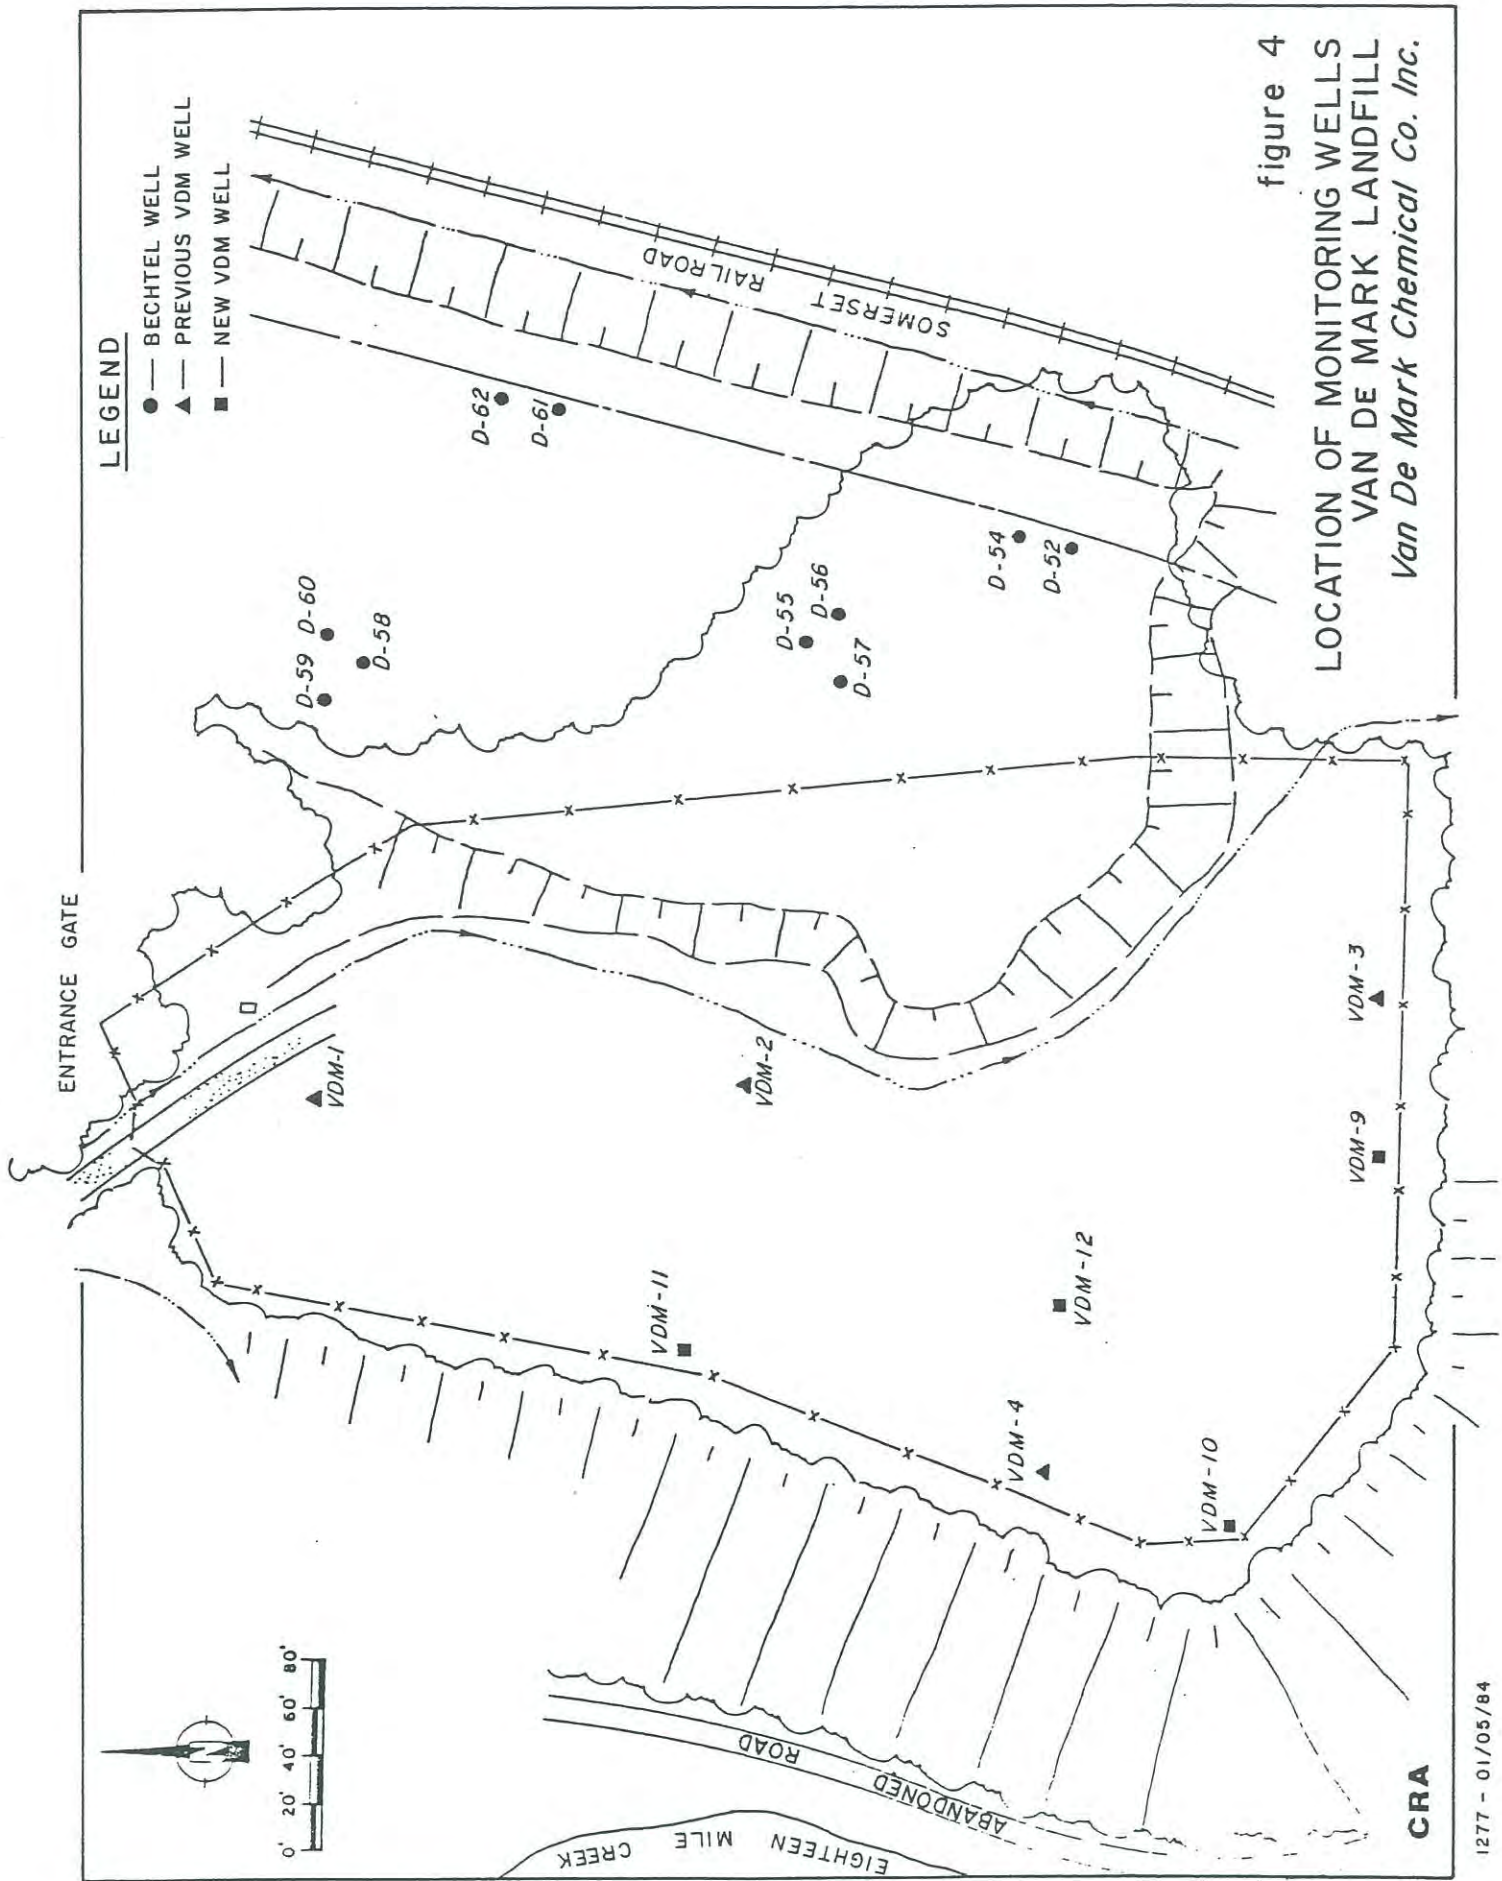 ENTRANCE GATE
LEGEND
● — BECHTEL WELL
▲ — PREVIOUS VDM WELL
■ — NEW VDM WELL
D-62
D-61
D-60
D-59
D-58
D-55
D-56
D-57
D-54
D-52
SOMERSET RAILROAD
VDM-1
VDM-2
VDM-3
VDM-9
VDM-11
VDM-12
VDM-4
VDM-10
0' 20' 40' 60' 80'
ABANDONED ROAD
EIGHTEEN MILE CREEK
figure 4
LOCATION OF MONITORING WELLS
VAN DE MARK LANDFILL
Van De Mark Chemical Co. Inc.
CRA
1277 - 01/05/84